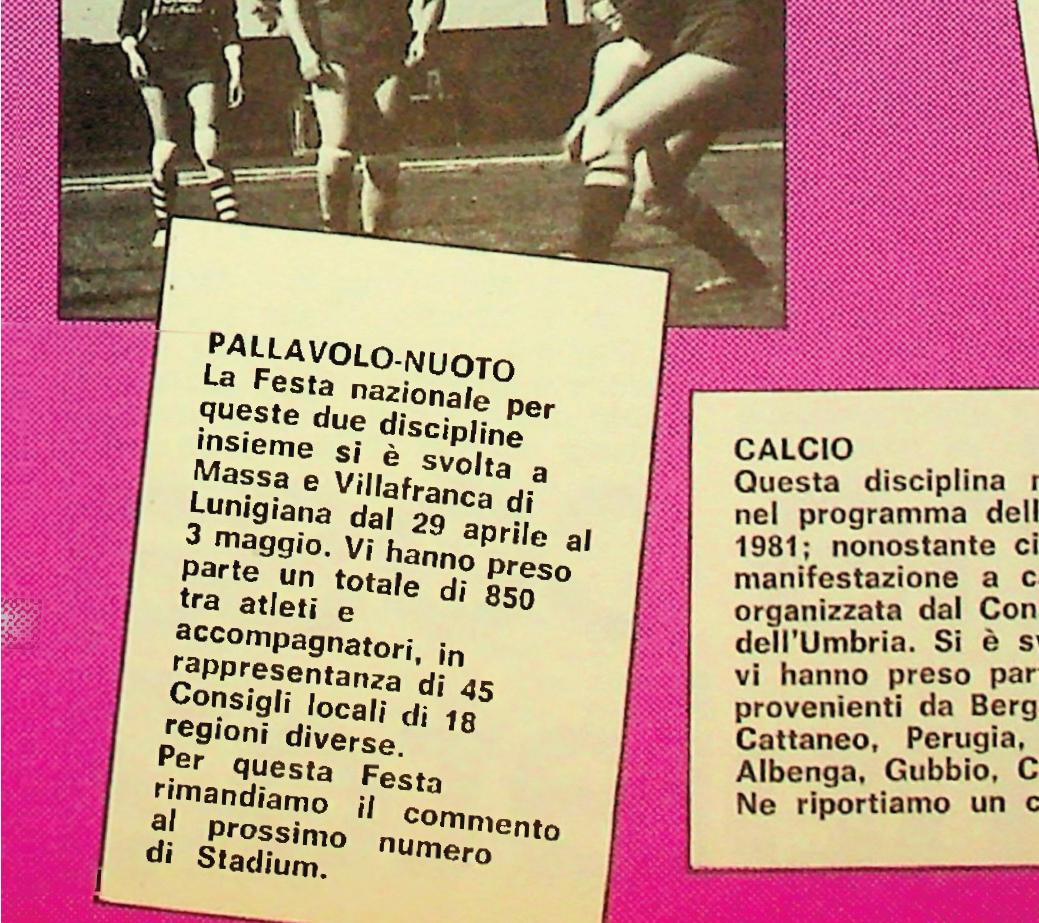 PALLAVOLO-NUOTO
La Festa nazionale per
queste due discipline
insieme si è svolta a
Massa e Villafranca di
Lunigiana dal 29 aprile al
3 maggio. Vi hanno preso
parte un totale di 850
tra atleti e
accompagnatori, in
rappresentanza di 45
Consigli locali di 18
regioni diverse.
Per questa Festa
rimandiamo il commento
al prossimo numero
di Stadium.
CALCIO
Questa disciplina
nel programma
1981; nonostante
manifestazione a
organizzata dal
dell'Umbria. Si è
vi hanno preso
provenienti da
Cattaneo, Perugia,
Albenga, Gubbio,
Ne riportiamo un